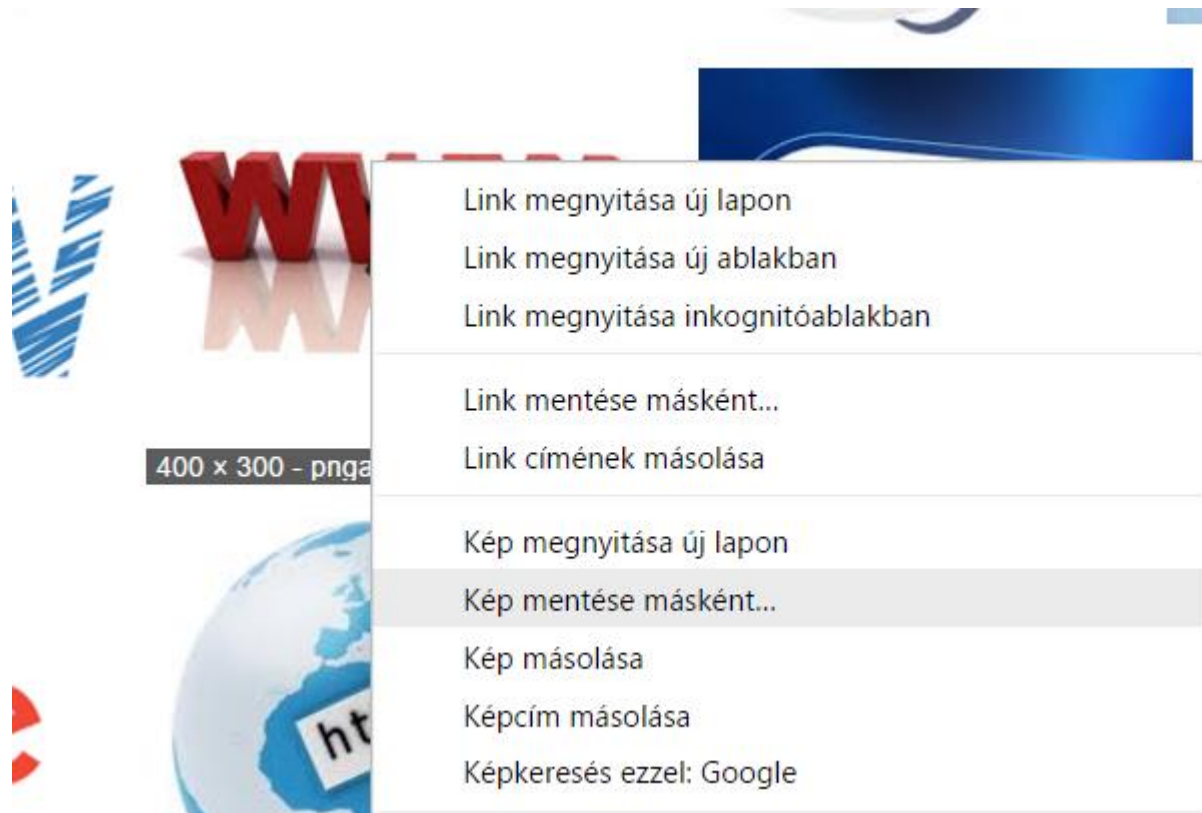 Link megnyitása új lapon
Link megnyitása új ablakban
Link megnyitása inkognitóablakban
Link mentése másként...
Link címének másolása
400 × 300 -
Kép megnyitása új lapon
Kép mentése másként...
Kép másolása
Képcím másolása
Képkeresés ezzel: Google